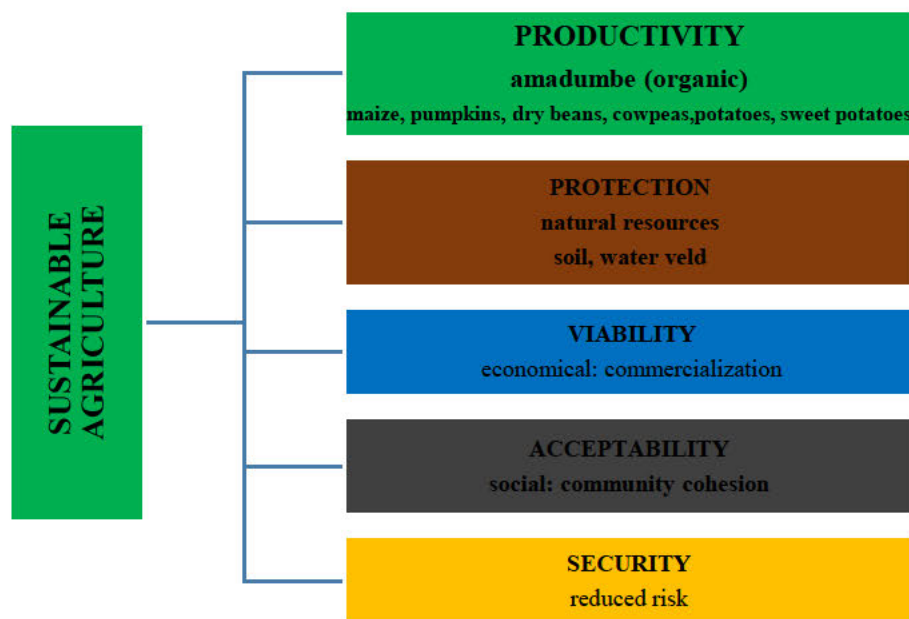 SUSTAINABLE
AGRICULTURE
PRODUCTIVITY
amadumbe (organic)
maize, pumpkins, dry beans, cowpeas,potatoes, sweet potatoes
PROTECTION
natural resources
soil, water veld
VIABILITY
economical: commercialization
ACCEPTABILITY
social: community cohesion
SECURITY
reduced risk